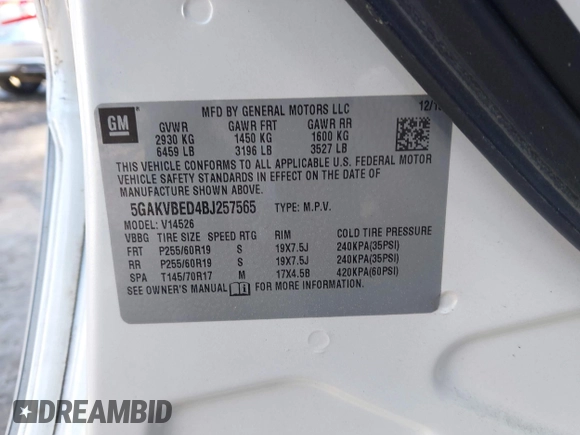 GM
MFD BY GENERAL MOTORS LLC
GVWR GAWR FRT GAWR RR
2930 KG 1450 KG 1600 KG
6459 LB 3196 LB 3527 LB
THIS VEHICLE CONFORMS TO ALL APPLICABLE U.S. FEDERAL MOTOR
VEHICLE SAFETY STANDARDS IN EFFECT ON THE DATE OF
MANUFACTURE SHOWN ABOVE.
5GAKVBED4BJ257565 TYPE: M.P.V.
MODEL: V14526
VBBG TIRE SIZE SPEED RTG RIM COLD TIRE PRESSURE
FRT P255/60R19 S 19X7.5J 240KPA(35PSI)
RR P255/60R19 S 19X7.5J 240KPA(35PSI)
SPA T145/70R17 M 17X4.5B 420KPA(60PSI)
SEE OWNER'S MANUAL FOR MORE INFORMATION.
DREAMBID